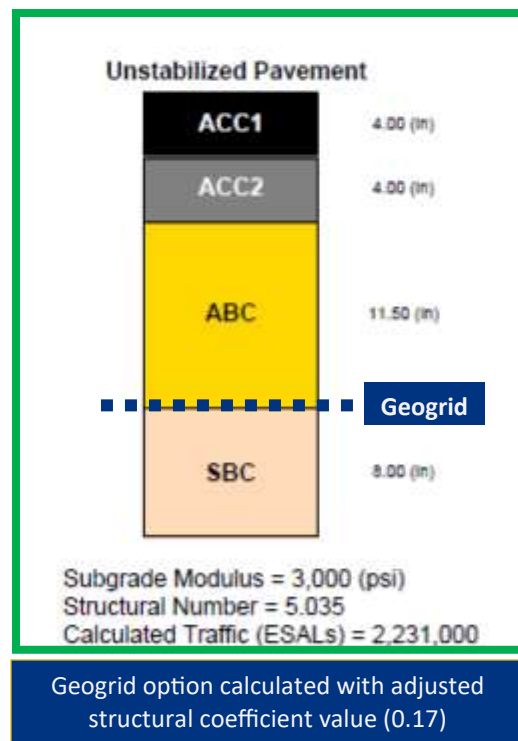 Unstabilized Pavement
ACC1 4.00 (in)
ACC2 4.00 (in)
ABC 11.50 (in)
Geogrid
SBC 8.00 (in)
Subgrade Modulus = 3,000 (psi)
Structural Number = 5.035
Calculated Traffic (ESALs) = 2,231,000
Geogrid option calculated with adjusted
structural coefficient value (0.17)